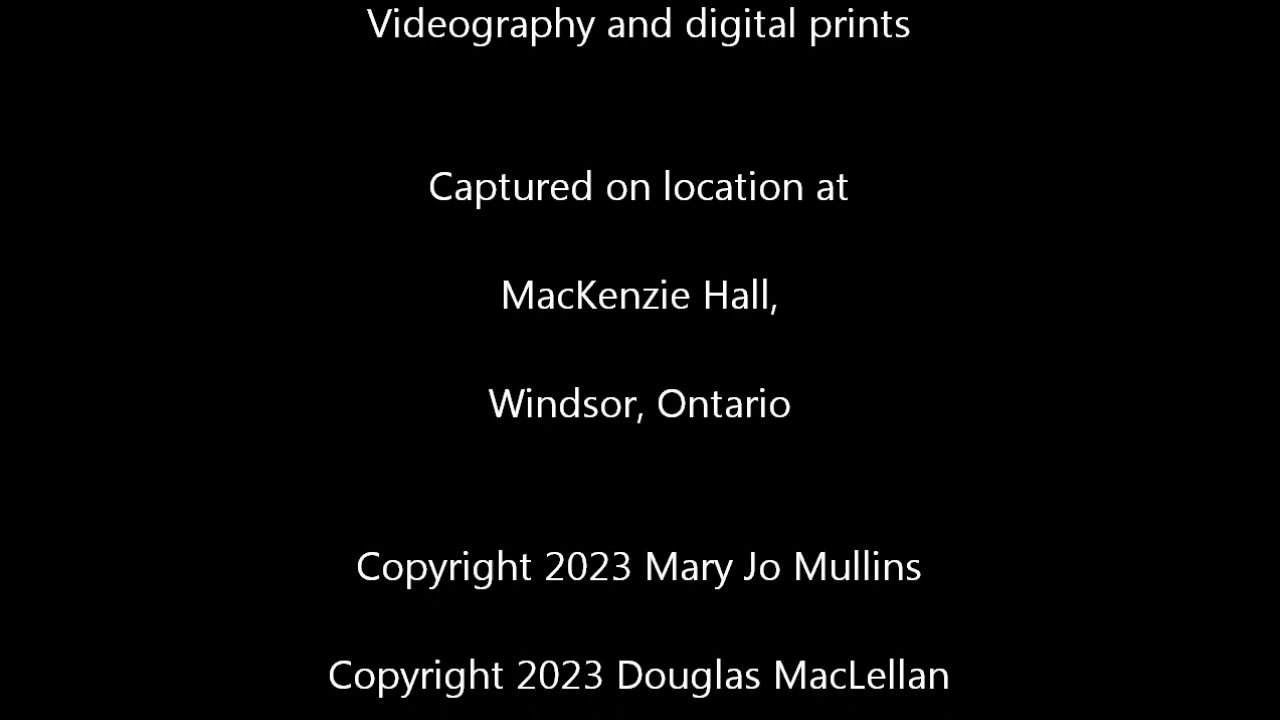 Videography and digital prints
Captured on location at
MacKenzie Hall,
Windsor, Ontario
Copyright 2023 Mary Jo Mullins
Copyright 2023 Douglas MacLellan